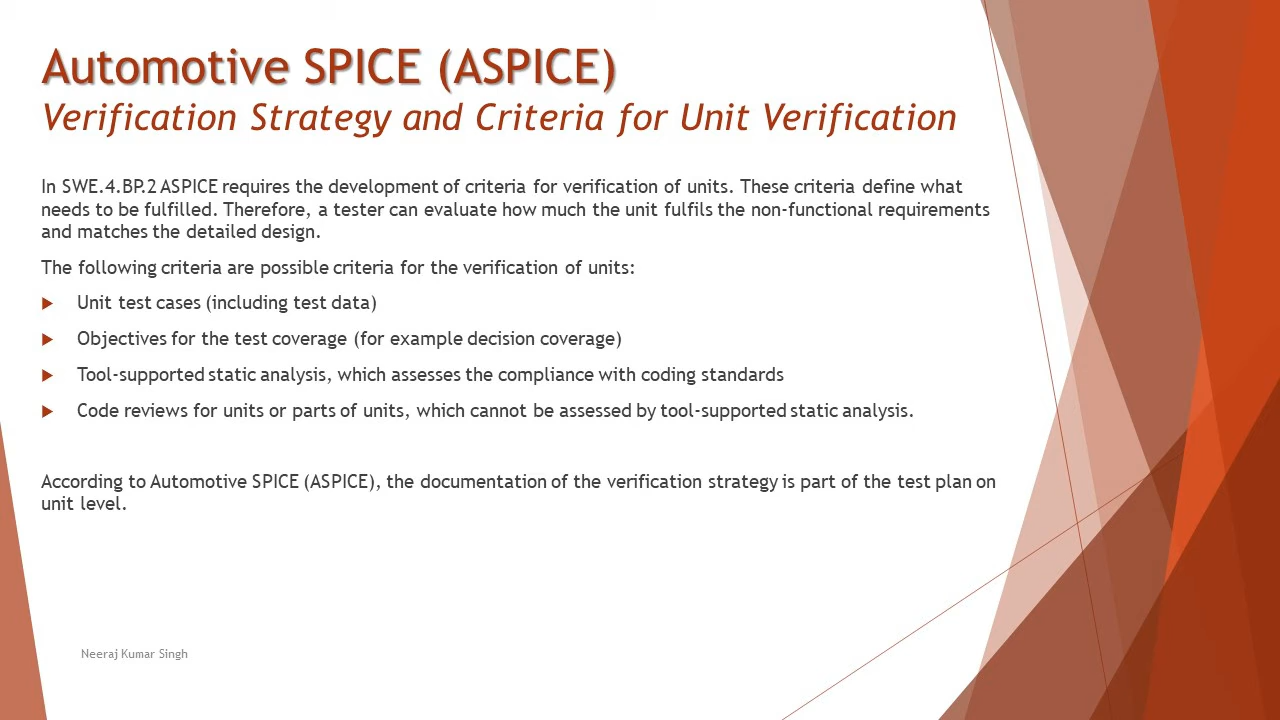 Automotive SPICE (ASPICE)
Verification Strategy and Criteria for Unit Verification
In SWE.4.BP.2 ASPICE requires the development of criteria for verification of units. These criteria define what
needs to be fulfilled. Therefore, a tester can evaluate how much the unit fulfils the non-functional requirements
and matches the detailed design.
The following criteria are possible criteria for the verification of units:
Unit test cases (including test data)
Objectives for the test coverage (for example decision coverage)
Tool-supported static analysis, which assesses the compliance with coding standards
Code reviews for units or parts of units, which cannot be assessed by tool-supported static analysis.
According to Automotive SPICE (ASPICE), the documentation of the verification strategy is part of the test plan on
unit level.
Neeraj Kumar Singh